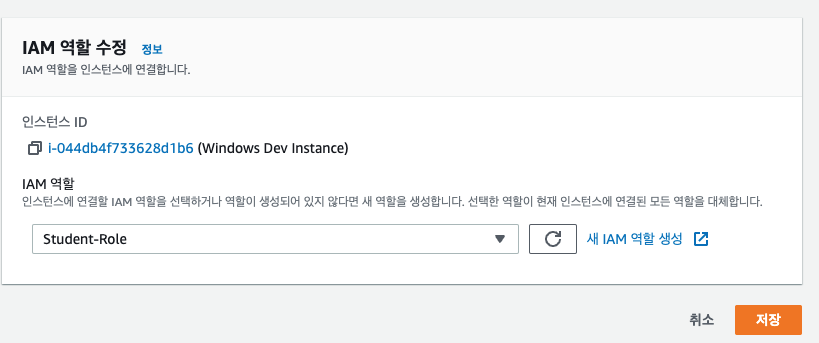 IAM 역할 수정 정보
IAM 역할을 인스턴스에 연결합니다.
인스턴스 ID
i-044db4f733628d1b6 (Windows Dev Instance)
IAM 역할
인스턴스에 연결할 IAM 역할을 선택하거나 역할이 생성되어 있지 않다면 새 역할을 생성합니다. 선택한 역할이 현재 인스턴스에 연결된 모든 역할을 대체합니다.
Student-Role 새 IAM 역할 생성
취소 저장